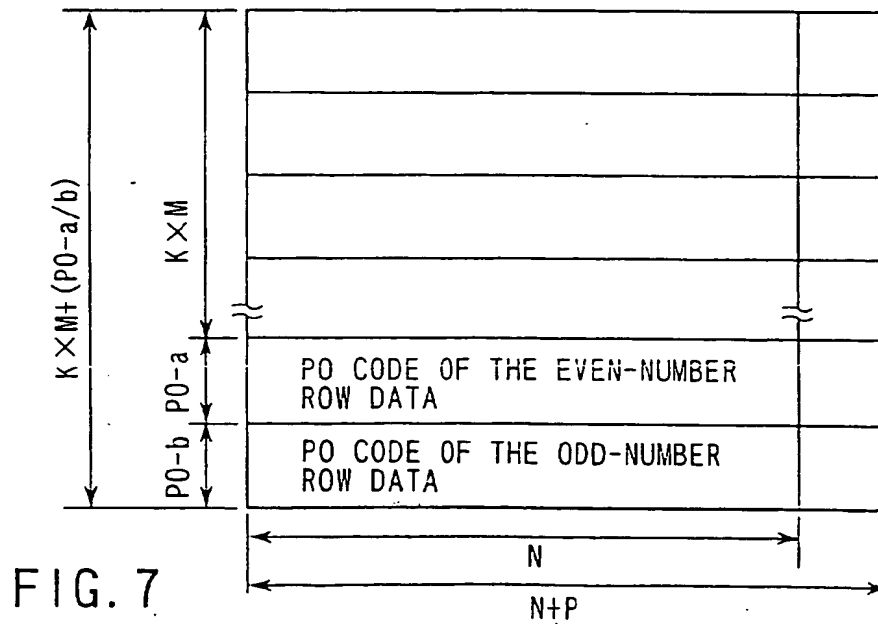 K×M+(PO-a/b)
K×M
PO-a
PO CODE OF THE EVEN-NUMBER
ROW DATA
PO-b
PO CODE OF THE ODD-NUMBER
ROW DATA
N
N+P
FIG. 7